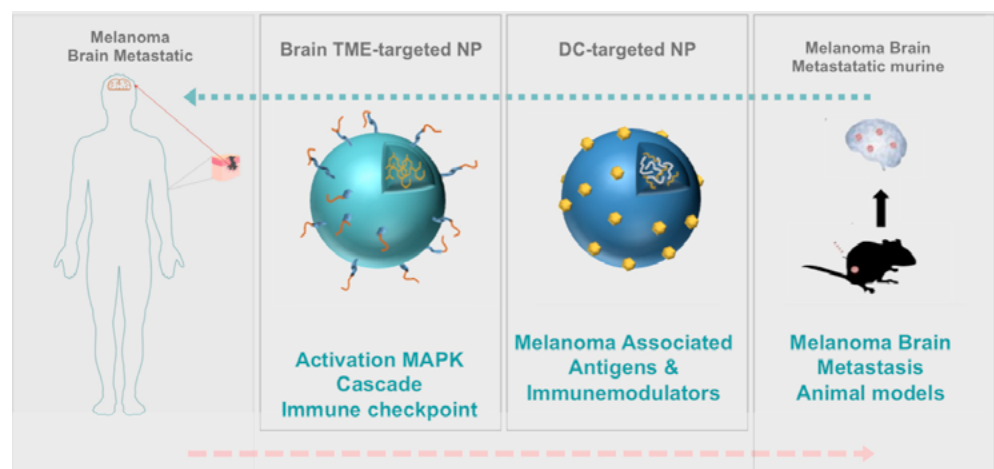 Melanoma
Brain Metastatic
Brain TME-targeted NP
DC-targeted NP
Melanoma Brain
Metastatatic murine
Activation MAPK
Cascade
Immune checkpoint
Melanoma Associated
Antigens &
Immunemodulators
Melanoma Brain
Metastasis
Animal models